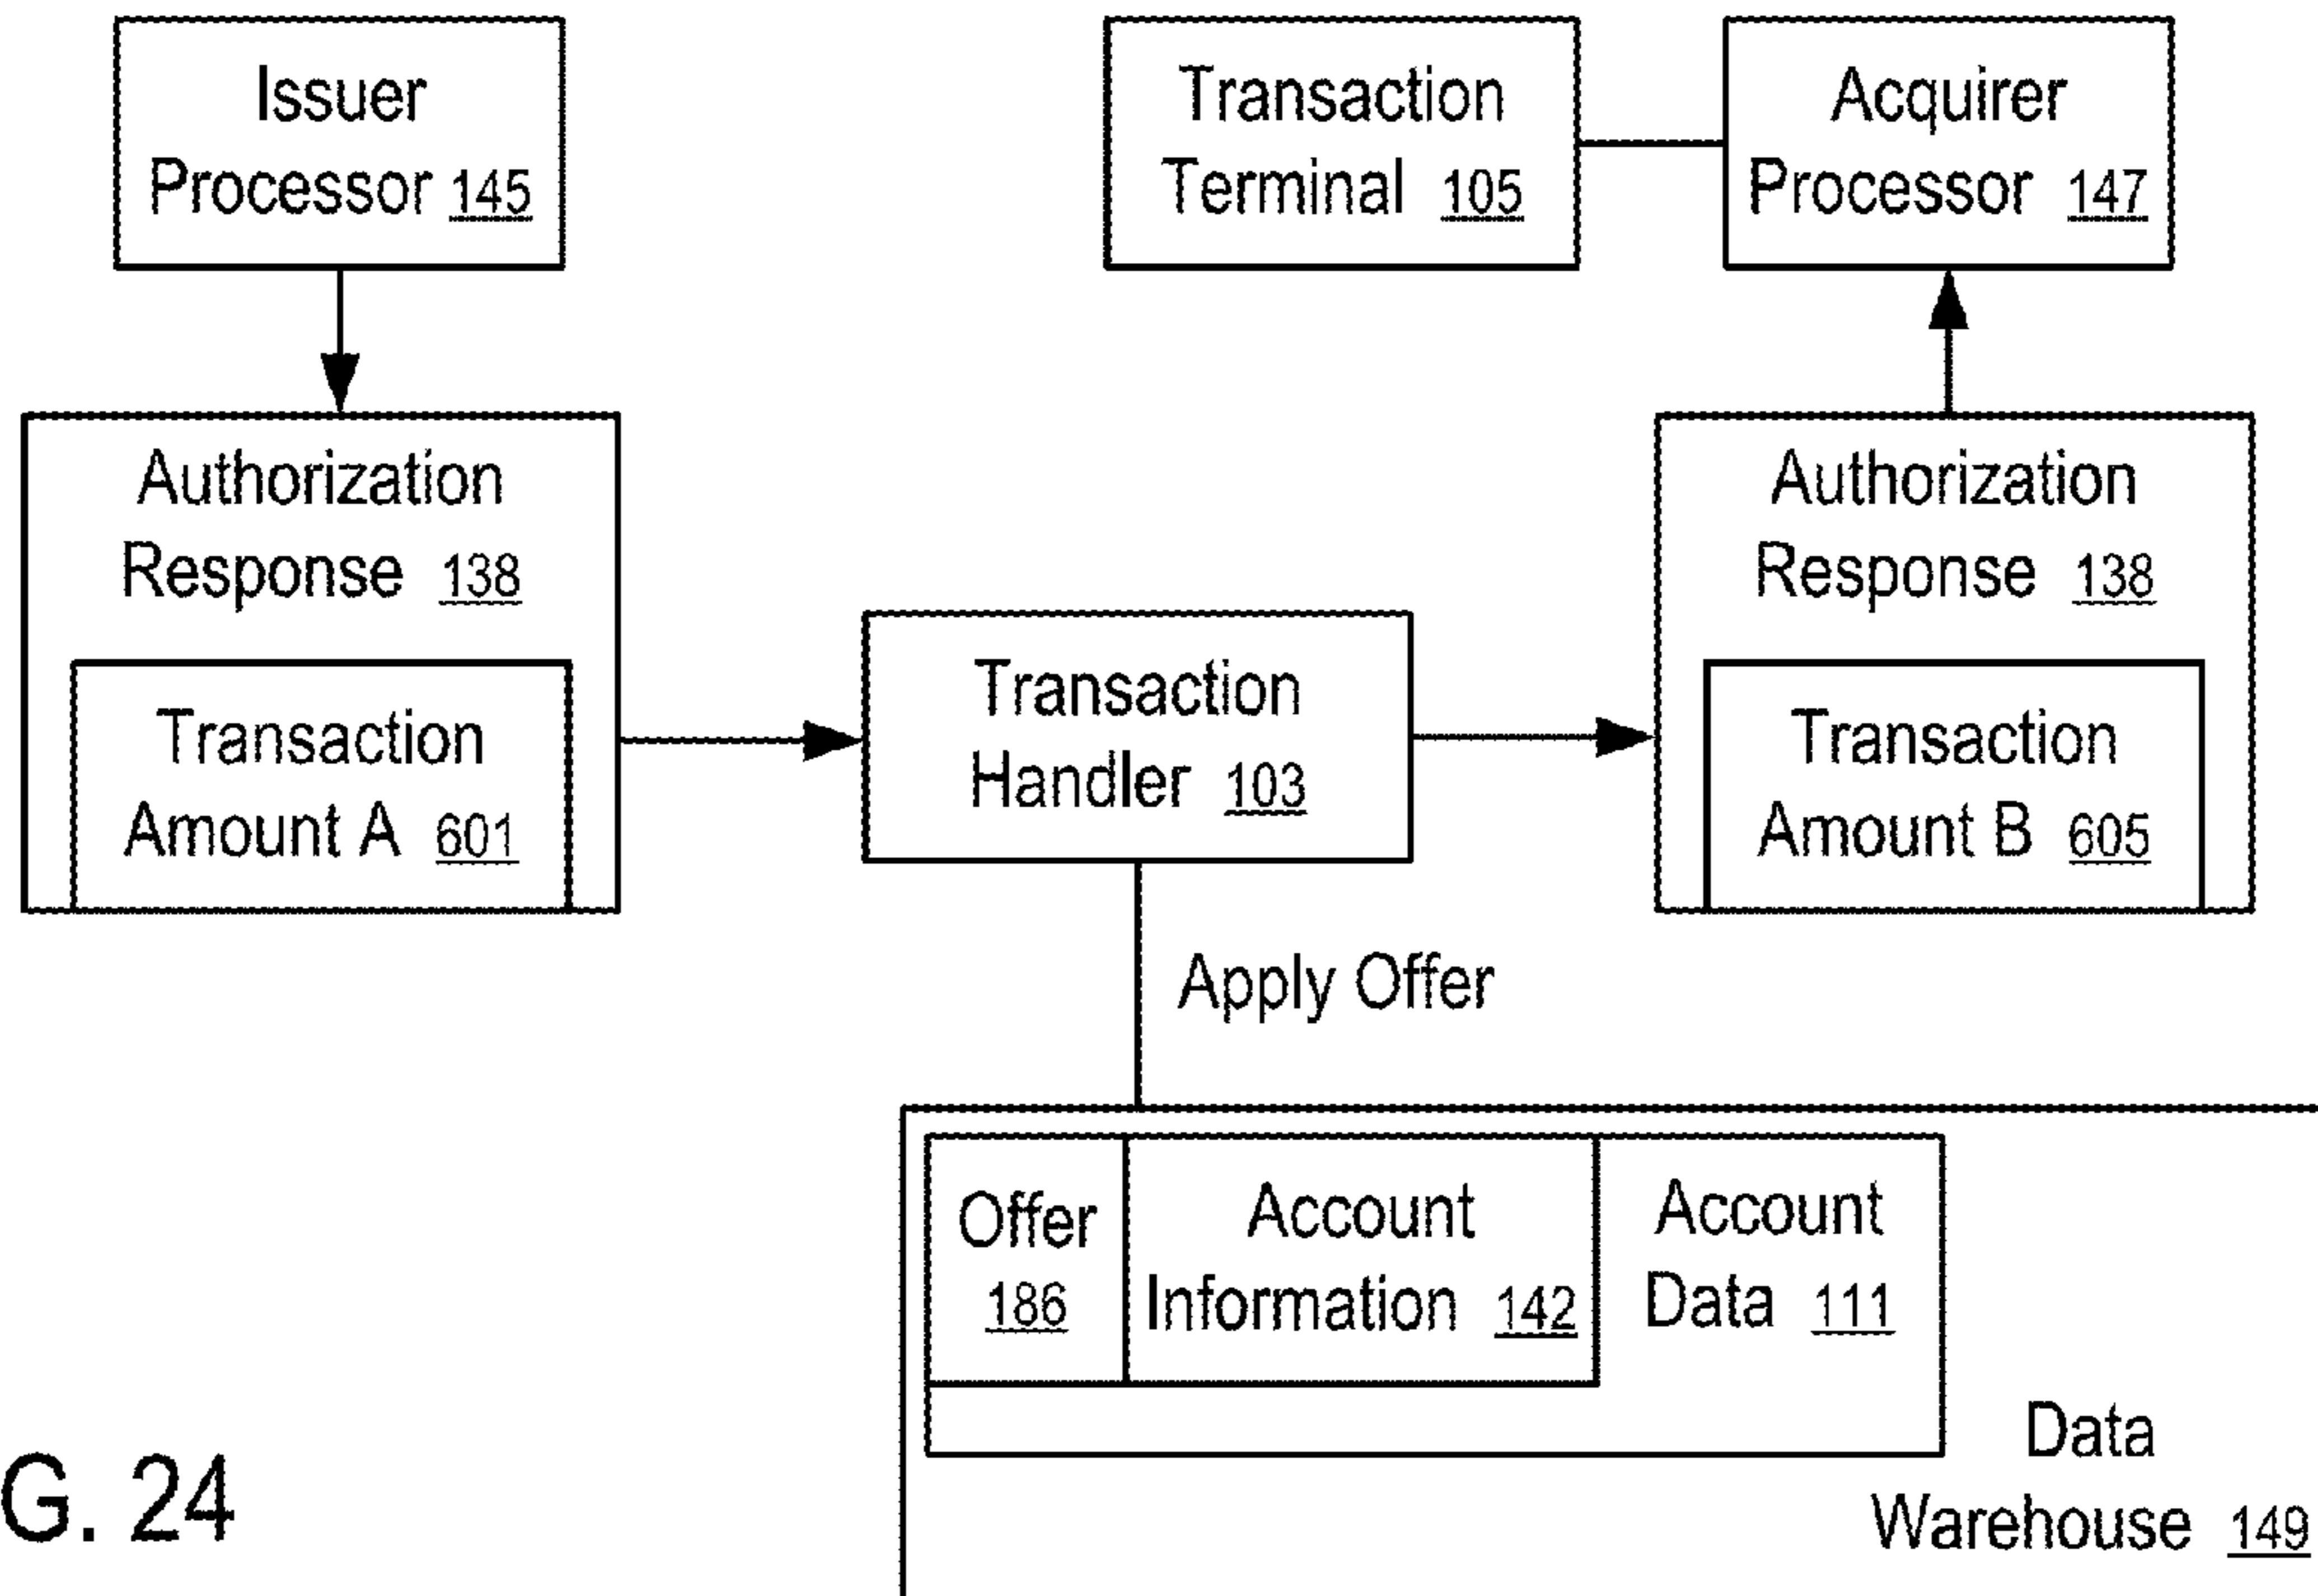 Issuer
Processor 145
Transaction
Terminal 105
Acquirer
Processor 147
Authorization
Response 138
Transaction
Amount A 601
Transaction
Handler 103
Authorization
Response 138
Transaction
Amount B 605
Apply Offer
Offer
186
Account
Information 142
Account
Data 111
Data
Warehouse 149
G. 24